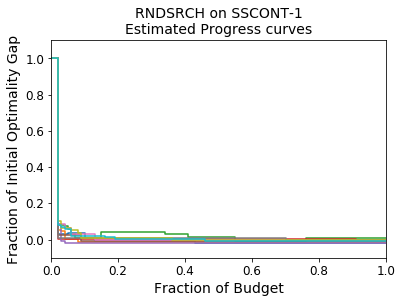 RNDSRCH on SSCONT-1
Estimated Progress curves
Fraction of Initial Optimality Gap
1.0
0.8
0.6
0.4
0.2
0.0
0.0 0.2 0.4 0.6 0.8 1.0
Fraction of Budget